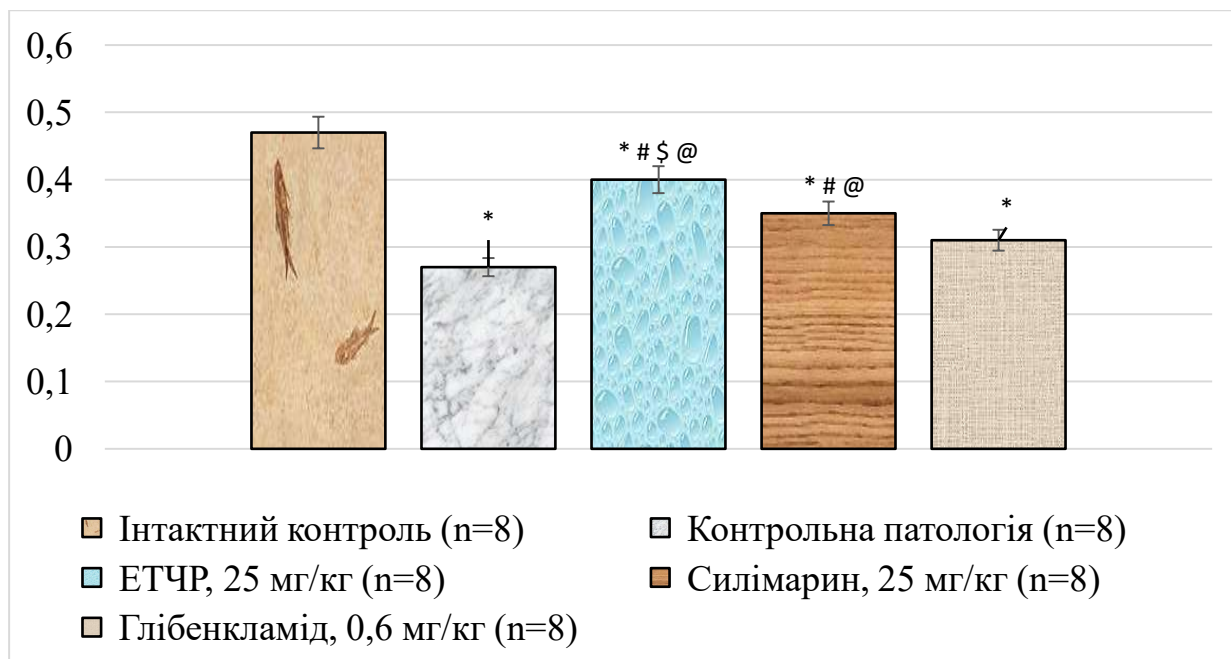 0,6
0,5
* # $ @
0,4
* # @
*
*
0,3
0,2
0,1
0
Інтактний контроль (n=8)
Контрольна патологія (n=8)
ЕТЧР, 25 мг/кг (n=8)
Силімарин, 25 мг/кг (n=8)
Глібенкламід, 0,6 мг/кг (n=8)